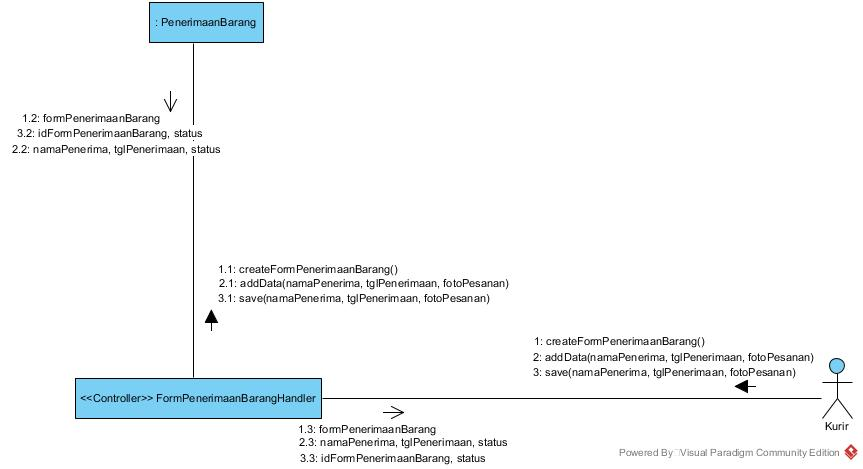 : PenerimaanBarang
1.2: formPenerimaanBarang
3.2: idFormPenerimaanBarang, status
2.2: namaPenerima, tglPenerimaan, status
1.1: createFormPenerimaanBarang()
2.1: addData(namaPenerima, tglPenerimaan, fotoPesanan)
3.1: save(namaPenerima, tglPenerimaan, fotoPesanan)
1: createFormPenerimaanBarang()
2: addData(namaPenerima, tglPenerimaan, fotoPesanan)
3: save(namaPenerima, tglPenerimaan, fotoPesanan)
<<Controller>> FormPenerimaanBarangHandler
Kurir
1.3: formPenerimaanBarang
2.3: namaPenerima, tglPenerimaan, status
3.3: idFormPenerimaanBarang, status
Powered By Visual Paradigm Community Edition